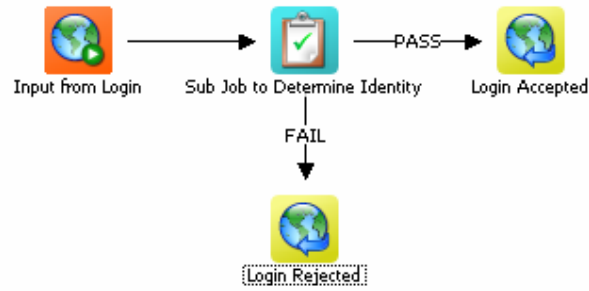 PASS
Input from Login
Sub Job to Determine Identity
Login Accepted
FAIL
Login Rejected